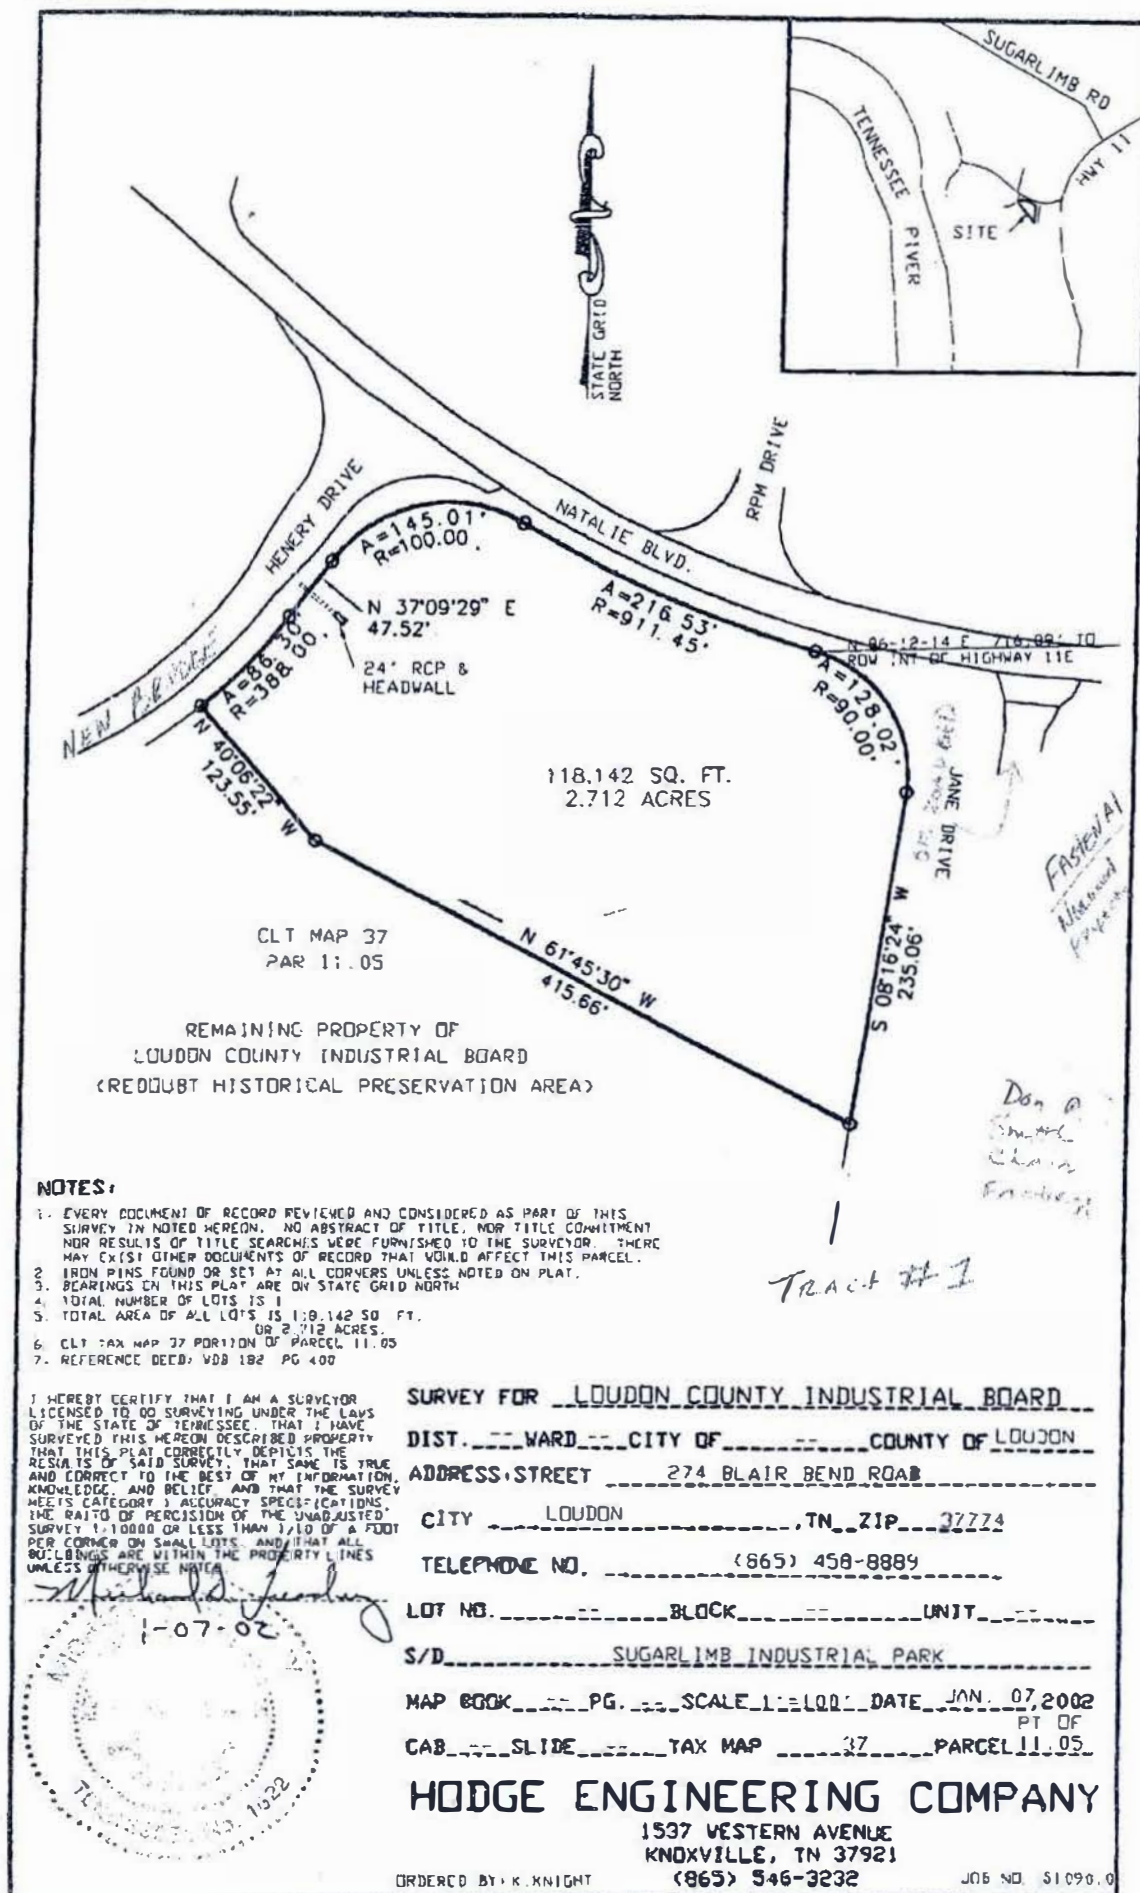 SUGARLIMB RD
TENNESSEE RIVER
HWY 11
SITE
STATE GRID
NORTH
HENERY DRIVE
NATALIE BLVD.
RPM DRIVE
A=145.01'
R=100.00
N 37°09'29" E
47.52'
24" RCP &
HEADWALL
A=86.30'
R=388.00'
NEW BRIDGE
A=216.53'
R=911.45'
N 86-12-14 E TO
ROW INT OF HIGHWAY 11E
A=128.02'
R=90.00'
N 40°06'22" W
123.55'
118,142 SQ. FT.
2.712 ACRES
JANE DRIVE
FASTENAL
S 08°16'24" W
235.06'
N 61°45'30" W
415.66'
CLT MAP 37
PAR 11.05
REMAINING PROPERTY OF
LOUDON COUNTY INDUSTRIAL BOARD
(REDOUBT HISTORICAL PRESERVATION AREA)
Don @
TRACT # 1
NOTES:
1. EVERY DOCUMENT OF RECORD REVIEWED AND CONSIDERED AS PART OF THIS
SURVEY IN NOTED HEREON. NO ABSTRACT OF TITLE, NOR TITLE COMMITMENT
NOR RESULTS OF TITLE SEARCHES WERE FURNISHED TO THE SURVEYOR. THERE
MAY EXIST OTHER DOCUMENTS OF RECORD THAT WOULD AFFECT THIS PARCEL.
2. IRON PINS FOUND OR SET AT ALL CORNERS UNLESS NOTED ON PLAT.
3. BEARINGS ON THIS PLAT ARE ON STATE GRID NORTH
4. TOTAL NUMBER OF LOTS IS 1
5. TOTAL AREA OF ALL LOTS IS 118,142 SQ FT.
OR 2.712 ACRES.
6. CLT TAX MAP 37 PORTION OF PARCEL 11.05
7. REFERENCE DEED: WDB 182 PG 400
I HEREBY CERTIFY THAT I AM A SURVEYOR
LICENSED TO DO SURVEYING UNDER THE LAWS
OF THE STATE OF TENNESSEE. THAT I HAVE
SURVEYED THIS HEREON DESCRIBED PROPERTY
THAT THIS PLAT CORRECTLY DEPICTS THE
RESULTS OF SAID SURVEY, THAT SAME IS TRUE
AND CORRECT TO THE BEST OF MY INFORMATION,
KNOWLEDGE, AND BELIEF, AND THAT THE SURVEY
MEETS CATEGORY 1 ACCURACY SPECIFICATIONS,
THE RAITO OF PERCISION OF THE UNADJUSTED
SURVEY 1:10000 OR LESS THAN 1/10 OF A FOOT
PER CORNER ON SMALL LOTS. AND THAT ALL
BUILDINGS ARE WITHIN THE PROPERTY LINES
UNLESS OTHERWISE NOTED.
1-07-02
SURVEY FOR LOUDON COUNTY INDUSTRIAL BOARD
DIST. -- WARD -- CITY OF -- COUNTY OF LOUDON
ADDRESS: STREET 274 BLAIR BEND ROAD
CITY LOUDON, TN ZIP 37774
TELEPHONE NO. (865) 458-8889
LOT NO. -- BLOCK -- UNIT --
S/D SUGARLIMB INDUSTRIAL PARK
MAP BOOK -- PG. -- SCALE 1"=100' DATE JAN. 07, 2002
CAB -- SLIDE -- TAX MAP 37 PARCEL PT OF 11.05
HODGE ENGINEERING COMPANY
1537 WESTERN AVENUE
KNOXVILLE, TN 37921
(865) 546-3232
ORDERED BY: K.KNIGHT
JOB NO. S1090.0